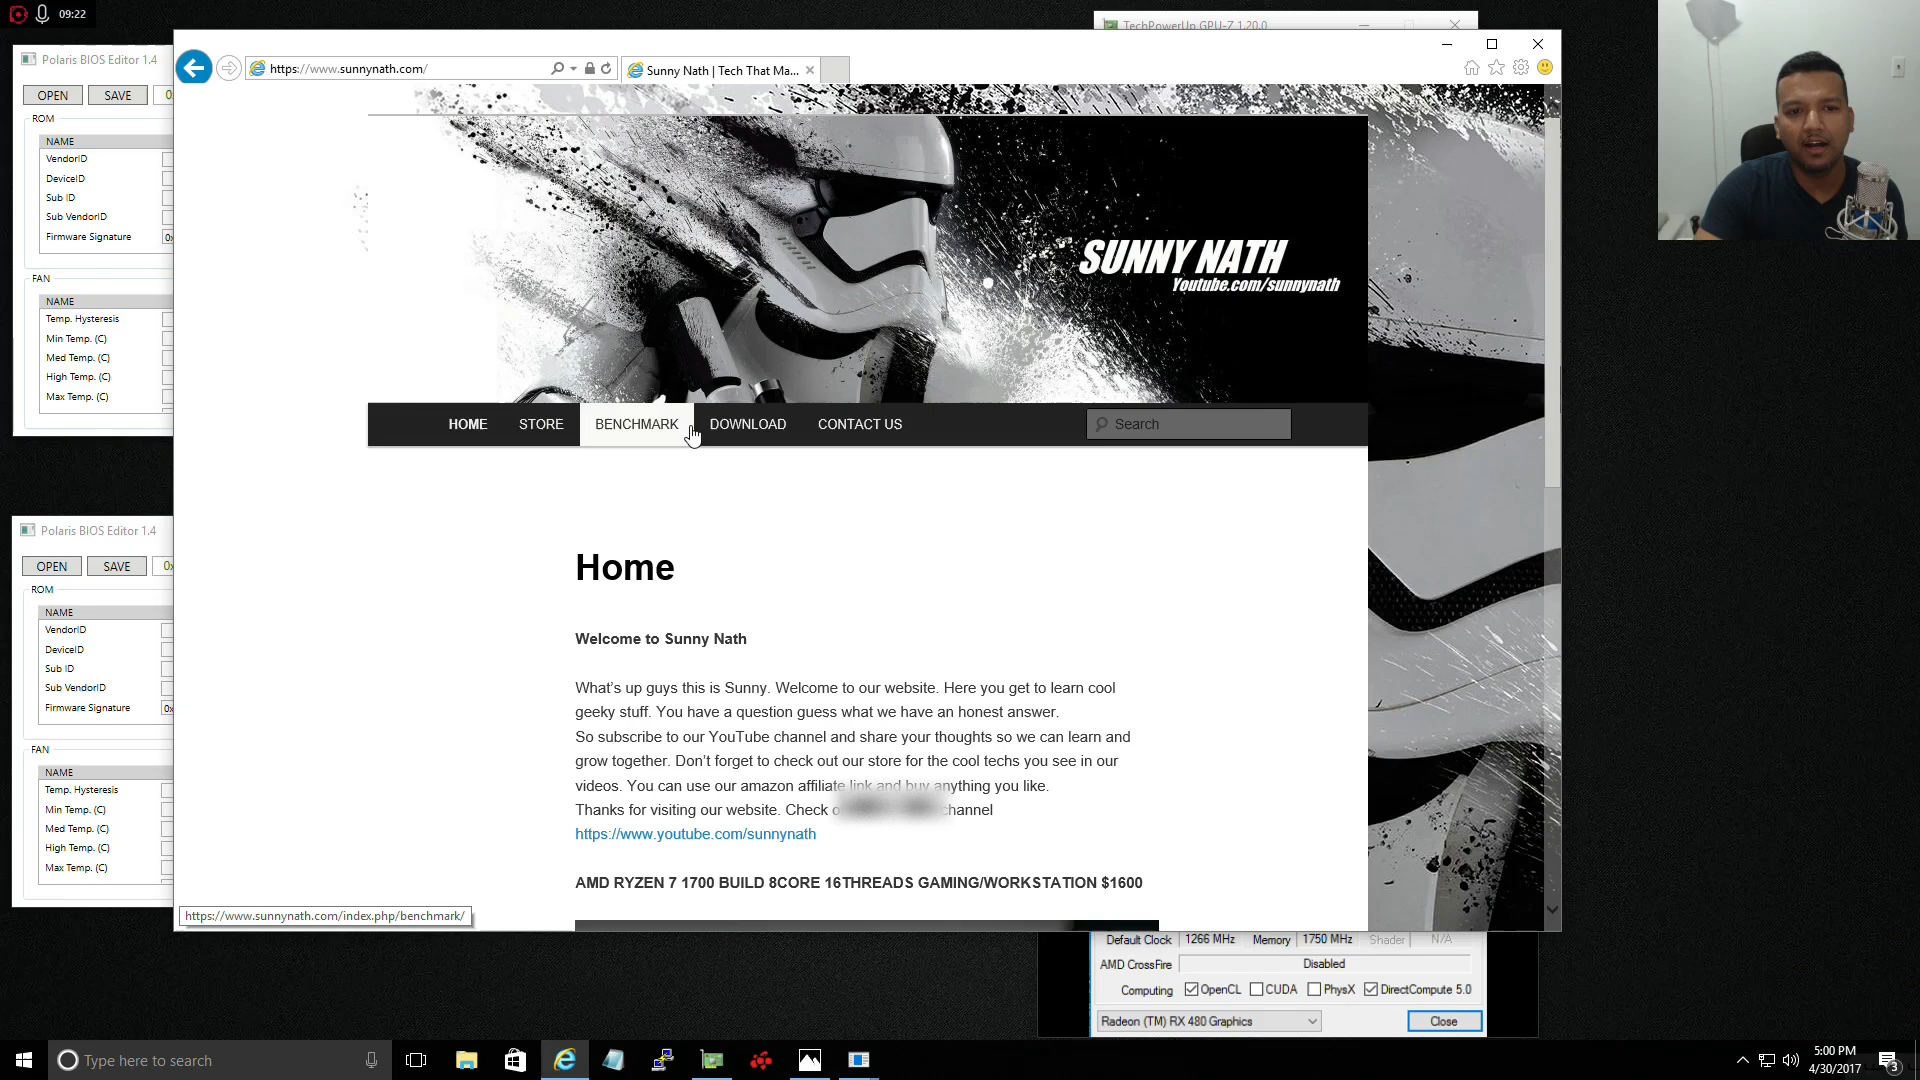 09:22
TechPowerUp GPU-Z 1.20.0
Polaris BIOS Editor 1.4
OPEN SAVE
ROM
NAME
VendorID
DeviceID
Sub ID
Sub VendorID
Firmware Signature 0x
FAN
NAME
Temp. Hysteresis
Min Temp. (C)
Med Temp. (C)
High Temp. (C)
Max Temp. (C)
Polaris BIOS Editor 1.4
OPEN SAVE 0x
ROM
NAME
VendorID
DeviceID
Sub ID
Sub VendorID
Firmware Signature 0x
FAN
NAME
Temp. Hysteresis
Min Temp. (C)
Med Temp. (C)
High Temp. (C)
Max Temp. (C)
https://www.sunnynath.com/
Sunny Nath | Tech That Ma...
SUNNY NATH
Youtube.com/sunnynath
HOME STORE BENCHMARK DOWNLOAD CONTACT US Search
Home
Welcome to Sunny Nath
What's up guys this is Sunny. Welcome to our website. Here you get to learn cool
geeky stuff. You have a question guess what we have an honest answer.
So subscribe to our YouTube channel and share your thoughts so we can learn and
grow together. Don't forget to check out our store for the cool techs you see in our
videos. You can use our amazon affiliate link and buy anything you like.
Thanks for visiting our website. Check channel
https://www.youtube.com/sunnynath
AMD RYZEN 7 1700 BUILD 8CORE 16THREADS GAMING/WORKSTATION $1600
https://www.sunnynath.com/index.php/benchmark/
Default Clock 1266 MHz Memory 1750 MHz Shader N/A
AMD CrossFire Disabled
Computing OpenCL CUDA PhysX DirectCompute 5.0
Radeon (TM) RX 480 Graphics Close
Type here to search
5:00 PM
4/30/2017
3